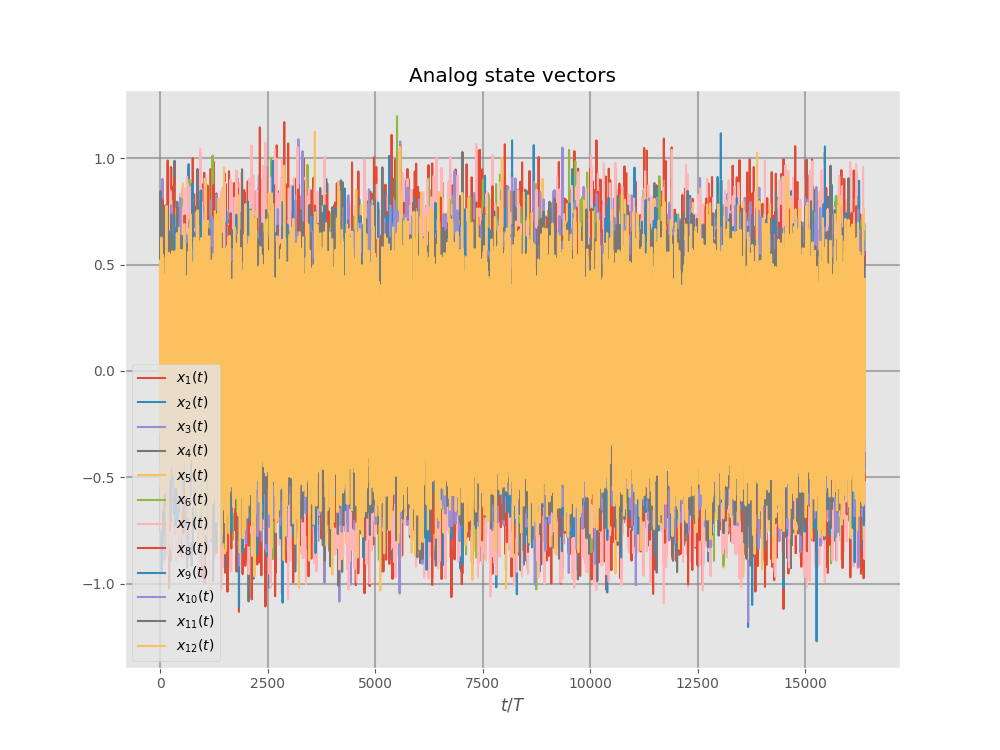 Analog state vectors
1.0
0.5
0.0
−0.5
−1.0
x₁(t)
x₂(t)
x₃(t)
x₄(t)
x₅(t)
x₆(t)
x₇(t)
x₈(t)
x₉(t)
x₁₀(t)
x₁₁(t)
x₁₂(t)
0 2500 5000 7500 10000 12500 15000
t/T